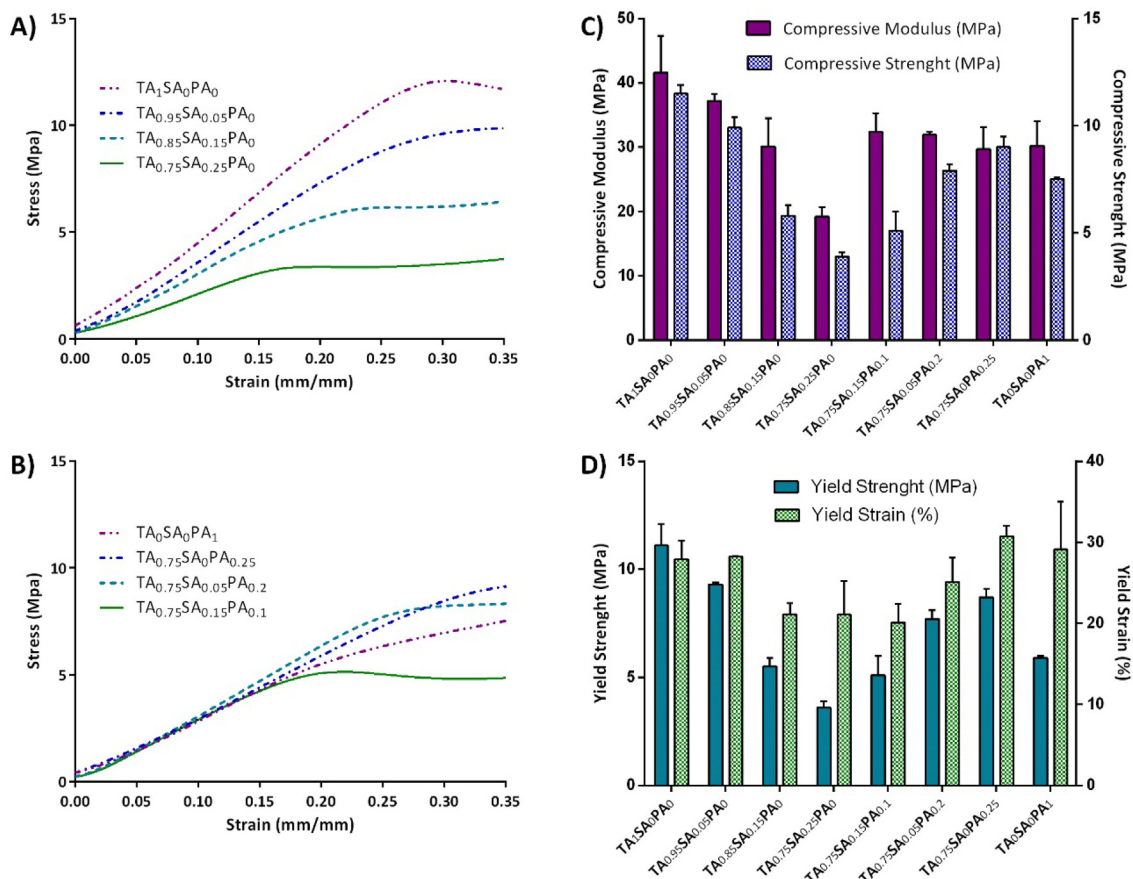 A)
15
10
5
0
Stress (Mpa)
TA₁SA₀PA₀
TA₀.₉₅SA₀.₀₅PA₀
TA₀.₈₅SA₀.₁₅PA₀
TA₀.₇₅SA₀.₂₅PA₀
0.00 0.05 0.10 0.15 0.20 0.25 0.30 0.35
Strain (mm/mm)
C)
Compressive Modulus (MPa)
Compressive Strenght (MPa)
50
40
30
20
10
0
Compressive Modulus (MPa)
15
10
5
0
Compressive Strenght (MPa)
TA₁SA₀PA₀
TA₀.₉₅SA₀.₀₅PA₀
TA₀.₈₅SA₀.₁₅PA₀
TA₀.₇₅SA₀.₂₅PA₀
TA₀.₇₅SA₀.₁₅PA₀.₁
TA₀.₇₅SA₀.₀₅PA₀.₂
TA₀.₇₅SA₀PA₀.₂₅
TA₀SA₀PA₁
B)
15
10
5
0
Stress (Mpa)
TA₀SA₀PA₁
TA₀.₇₅SA₀PA₀.₂₅
TA₀.₇₅SA₀.₀₅PA₀.₂
TA₀.₇₅SA₀.₁₅PA₀.₁
0.00 0.05 0.10 0.15 0.20 0.25 0.30 0.35
Strain (mm/mm)
D)
Yield Strenght (MPa)
Yield Strain (%)
15
10
5
0
Yield Strenght (MPa)
40
30
20
10
0
Yield Strain (%)
TA₁SA₀PA₀
TA₀.₉₅SA₀.₀₅PA₀
TA₀.₈₅SA₀.₁₅PA₀
TA₀.₇₅SA₀.₂₅PA₀
TA₀.₇₅SA₀.₁₅PA₀.₁
TA₀.₇₅SA₀.₀₅PA₀.₂
TA₀.₇₅SA₀PA₀.₂₅
TA₀SA₀PA₁